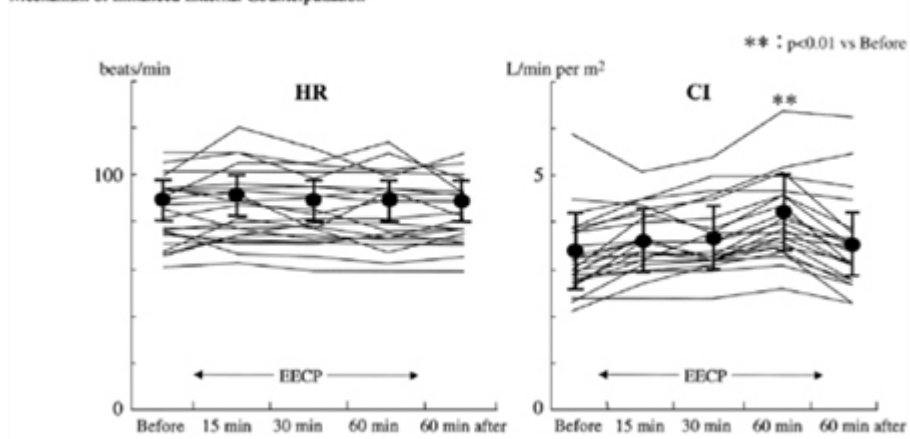 Mechanism of Enhanced External Counterpulsation
** : p<0.01 vs Before
beats/min
HR
100
EECP
0
Before 15 min 30 min 60 min 60 min after
L/min per m²
CI
**
5
EECP
0
Before 15 min 30 min 60 min 60 min after